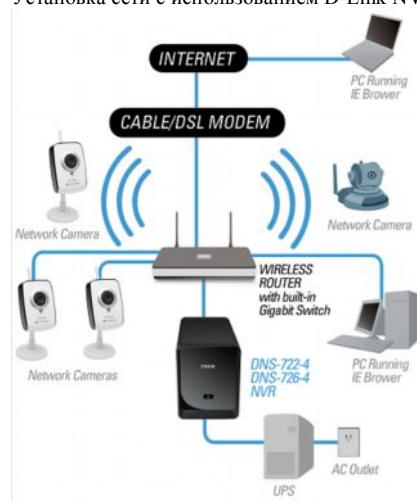 Установка сети с использованием D-Link NV
INTERNET
PC Running
IE Brower
CABLE/DSL MODEM
Network Camera
Network Camera
WIRELESS
ROUTER
with built-in
Gigabit Switch
Network Cameras
DNS-722-4
DNS-726-4
NVR
PC Running
IE Brower
UPS
AC Outlet